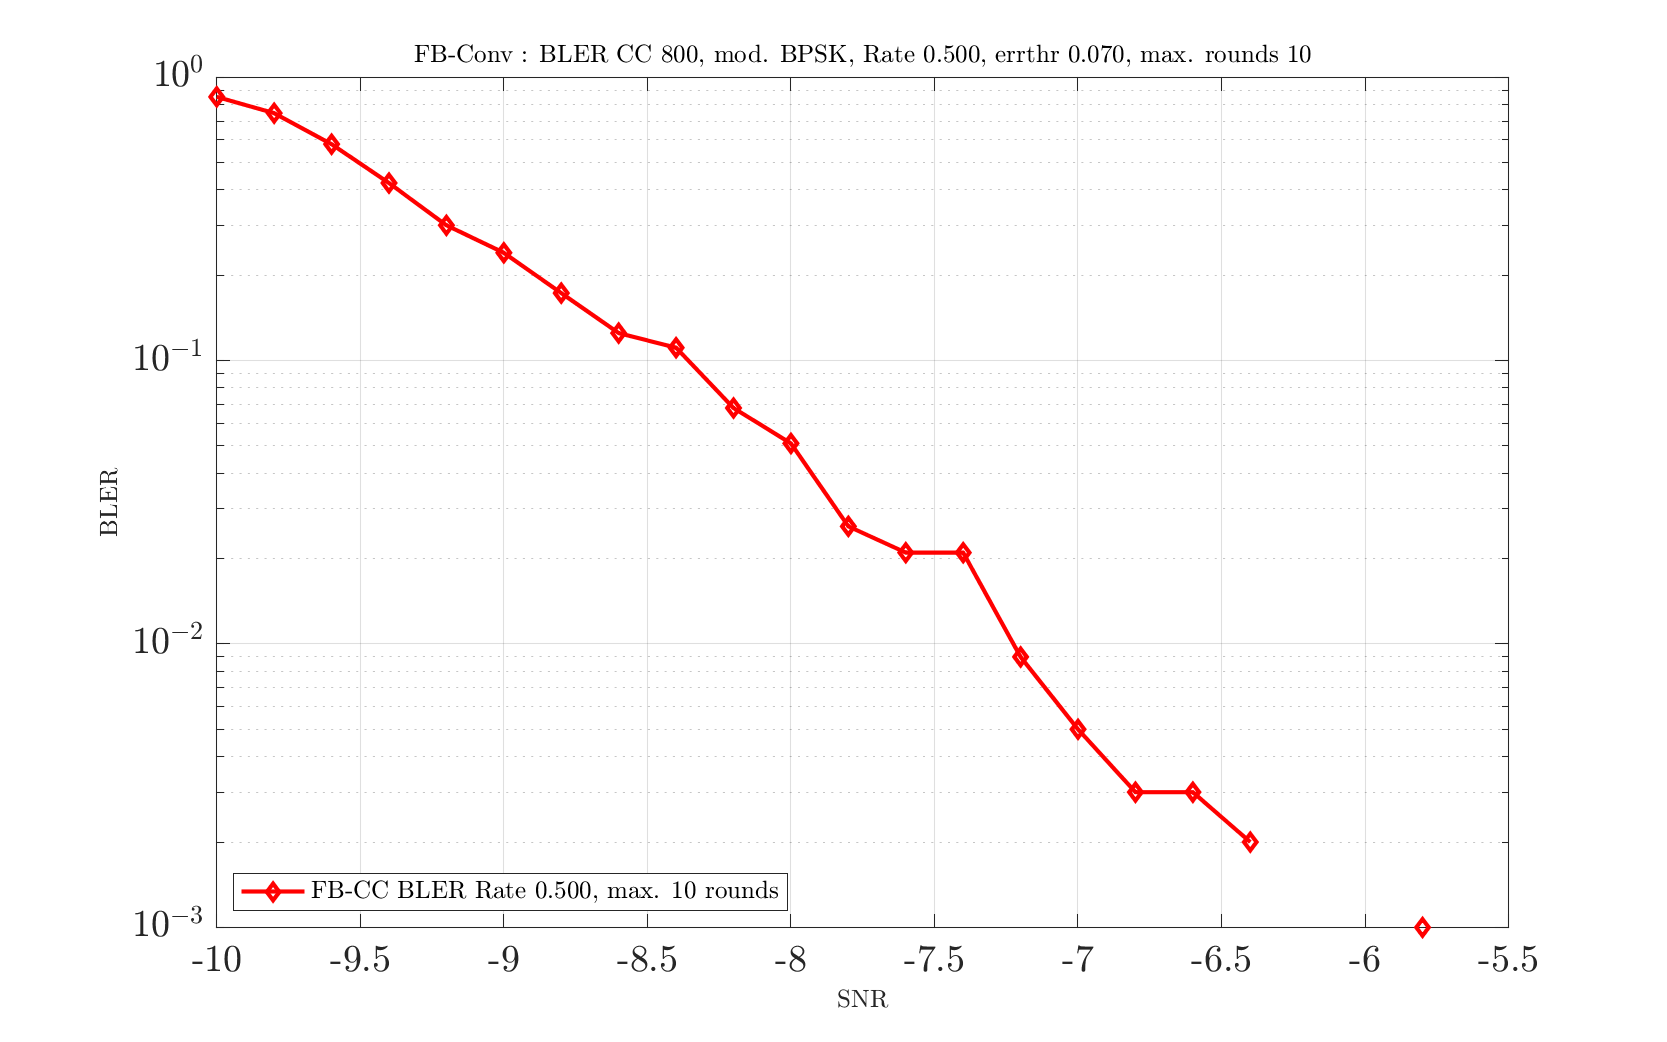 FB-Conv : BLER CC 800, mod. BPSK, Rate 0.500, errthr 0.070, max. rounds 10
10^0
10^-1
10^-2
10^-3
BLER
FB-CC BLER Rate 0.500, max. 10 rounds
-10 -9.5 -9 -8.5 -8 -7.5 -7 -6.5 -6 -5.5
SNR